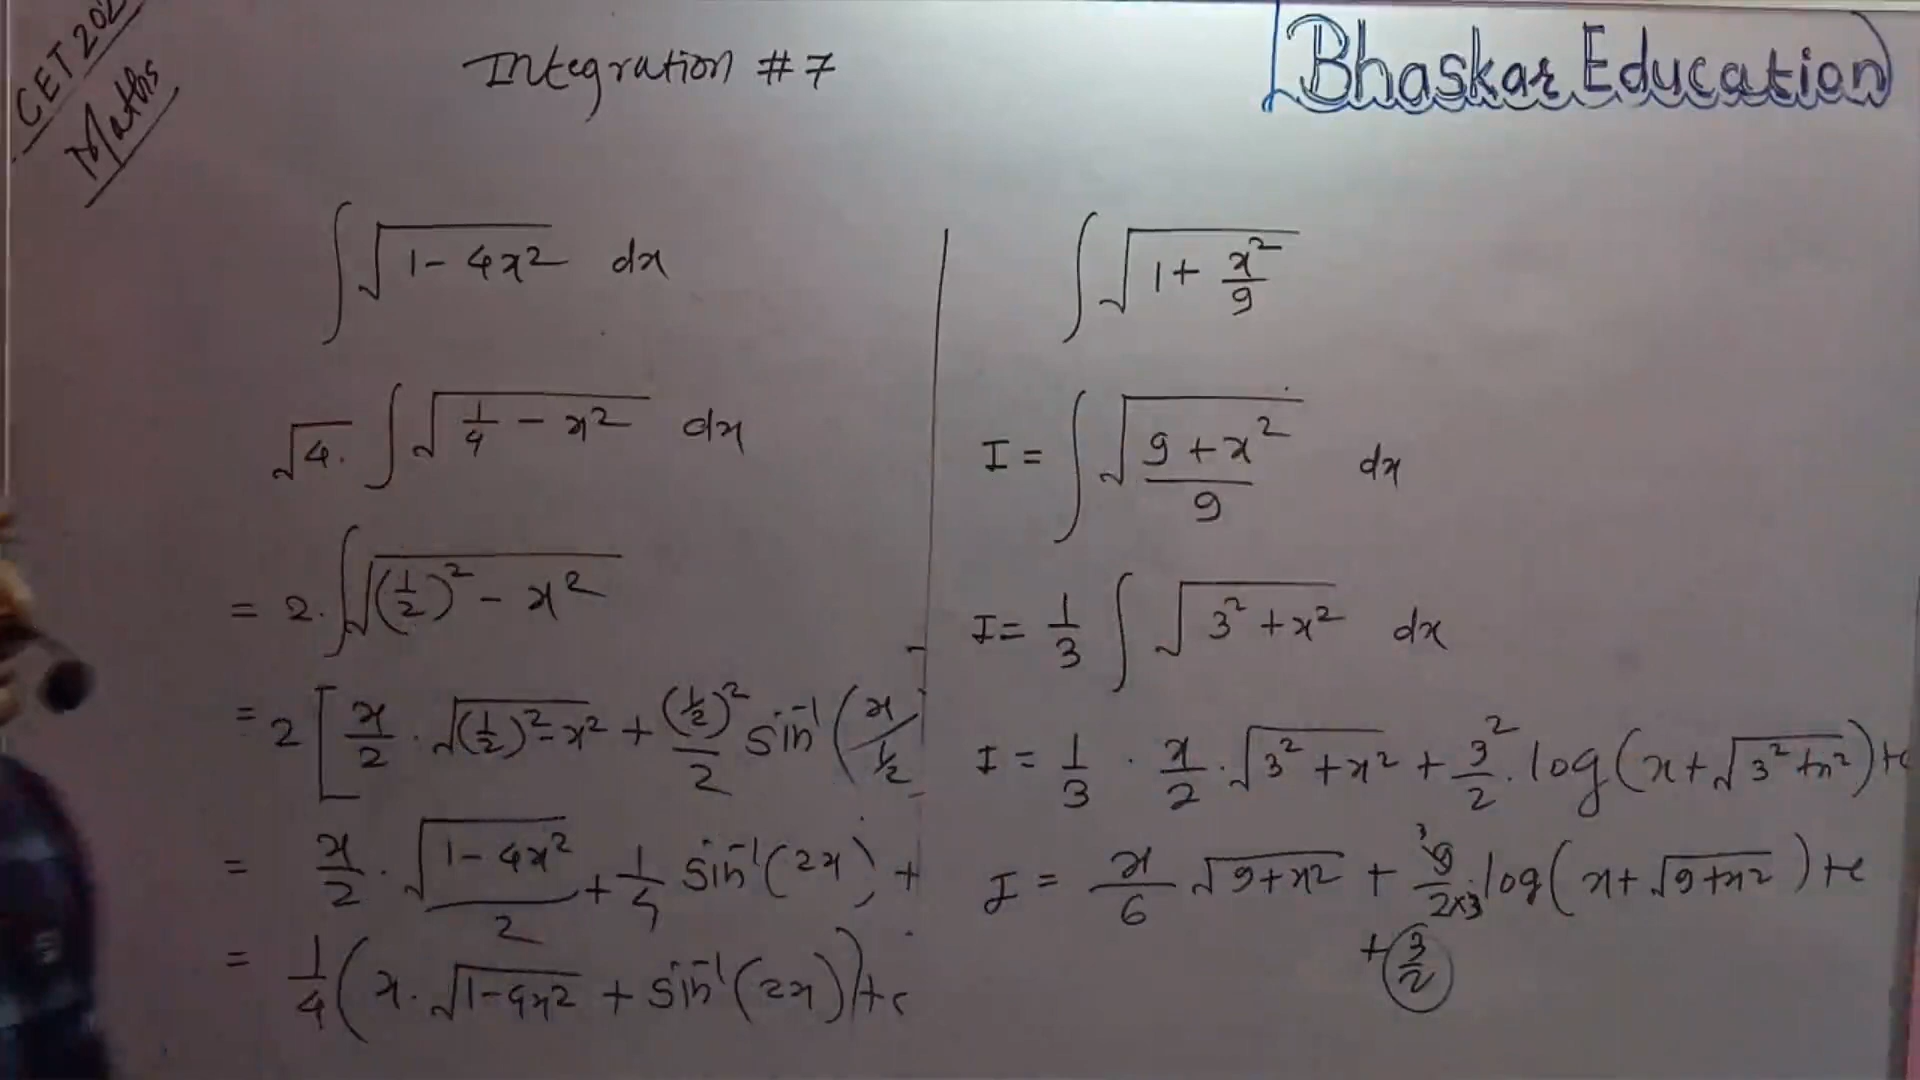 CET 202
Maths
Integration #7
Bhaskar Education
∫ √(1 - 4x²) dx
√4. ∫ √(1/4 - x²) dx
= 2. ∫ √((1/2)² - x²)
= 2 [ x/2 . √((1/2)² - x²) + (1/2)²/2 sin⁻¹ (x/(1/2)
= x/2 . √(1 - 4x²)/2 + 1/4 sin⁻¹(2x) +
= 1/4 (x. √(1 - 4x²) + sin⁻¹(2x)) + c
∫ √(1 + x²/9)
I = ∫ √((9 + x²)/9) dx
I = 1/3 ∫ √(3² + x²) dx
I = 1/3 . x/2 . √(3² + x²) + 3²/2 . log(x + √(3² + x²)) + c
I = x/6 √(9 + x²) + 9/(2×3) . log(x + √(9 + x²)) + c
+ 3/2